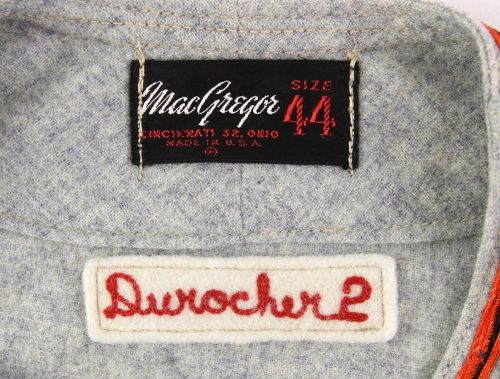 MacGregor
SIZE
44
CINCINNATI 32, OHIO
MADE IN U.S.A.
Durocher 2